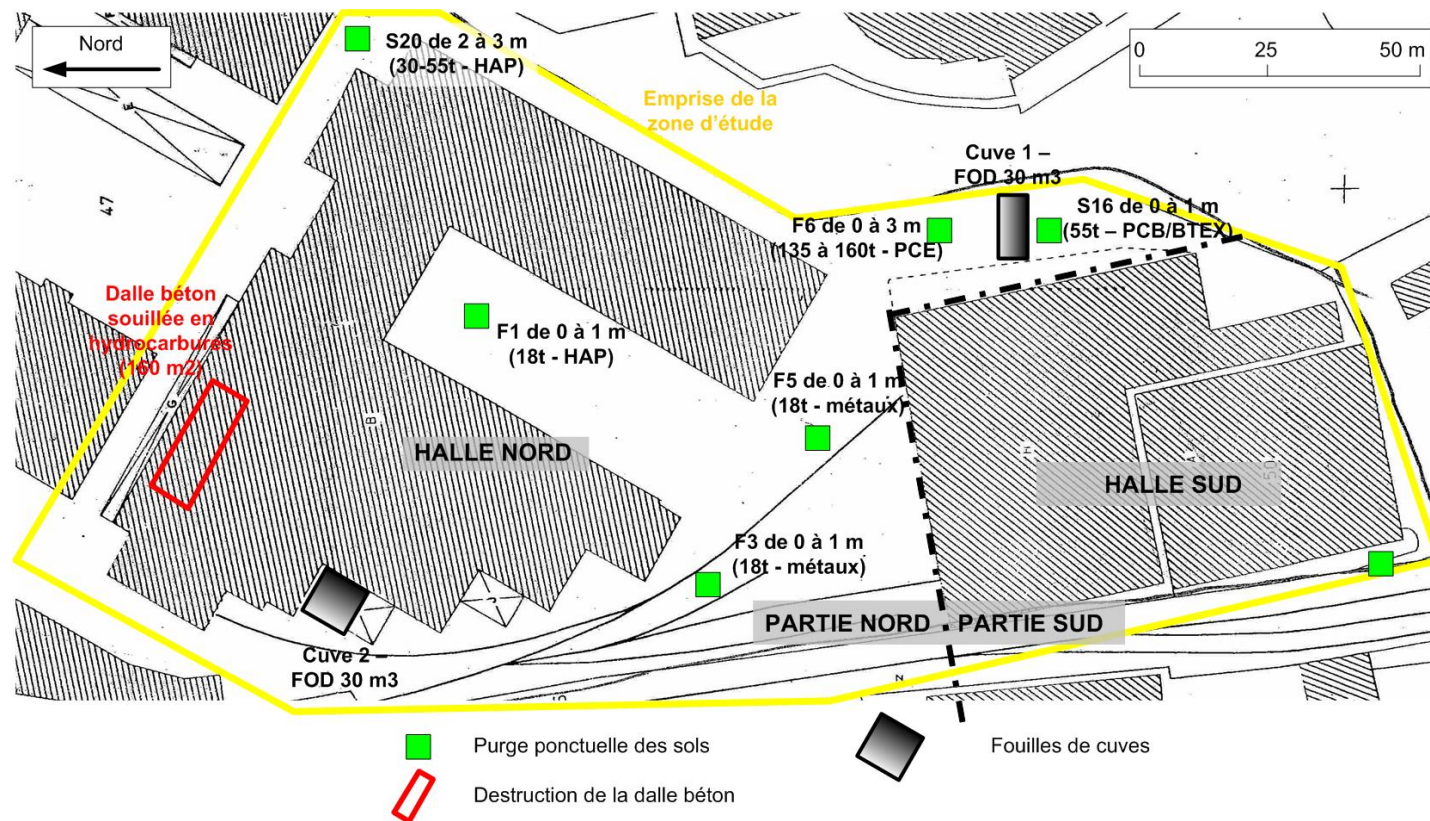 Nord
S20 de 2 à 3 m
(30-55t - HAP)
0 25 50 m
Emprise de la
zone d'étude
Cuve 1 –
FOD 30 m3
47
F6 de 0 à 3 m
(135 à 160t - PCE)
S16 de 0 à 1 m
(55t – PCB/BTEX)
Dalle béton
souillée en
hydrocarbures
(160 m2)
F1 de 0 à 1 m
(18t - HAP)
F5 de 0 à 1 m
(18t - métaux)
G
B
HALLE NORD
HALLE SUD
F3 de 0 à 1 m
(18t - métaux)
PARTIE NORD
PARTIE SUD
Cuve 2 –
FOD 30 m3
Purge ponctuelle des sols
Fouilles de cuves
Destruction de la dalle béton